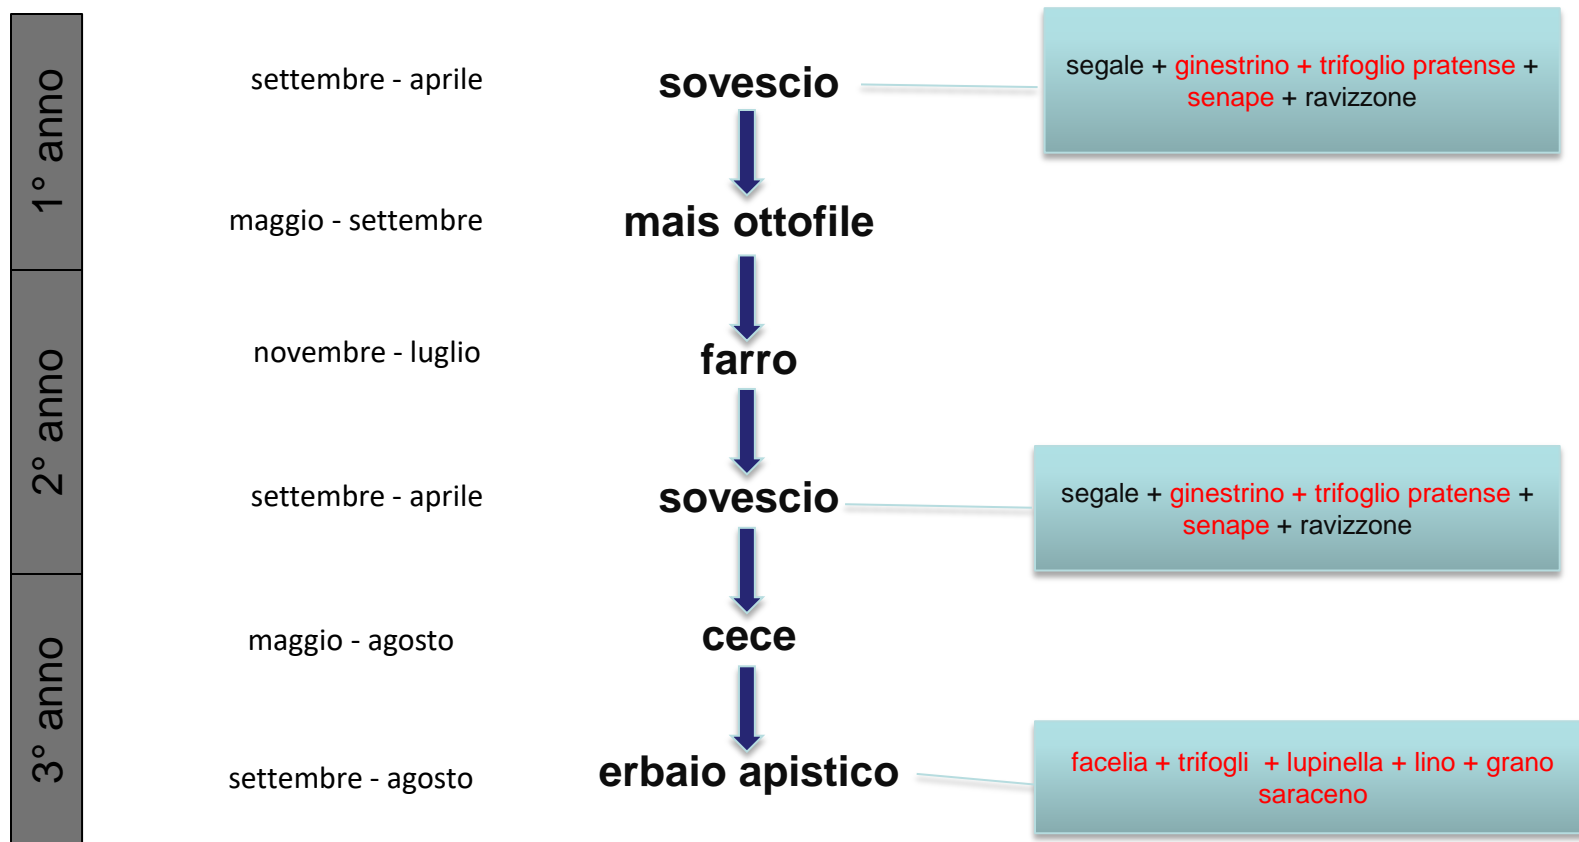 1° anno
settembre - aprile
sovescio
segale + ginestrino + trifoglio pratense +
senape + ravizzone
maggio - settembre
mais ottofile
2° anno
novembre - luglio
farro
settembre - aprile
sovescio
segale + ginestrino + trifoglio pratense +
senape + ravizzone
3° anno
maggio - agosto
cece
settembre - agosto
erbaio apistico
facelia + trifogli + lupinella + lino + grano
saraceno